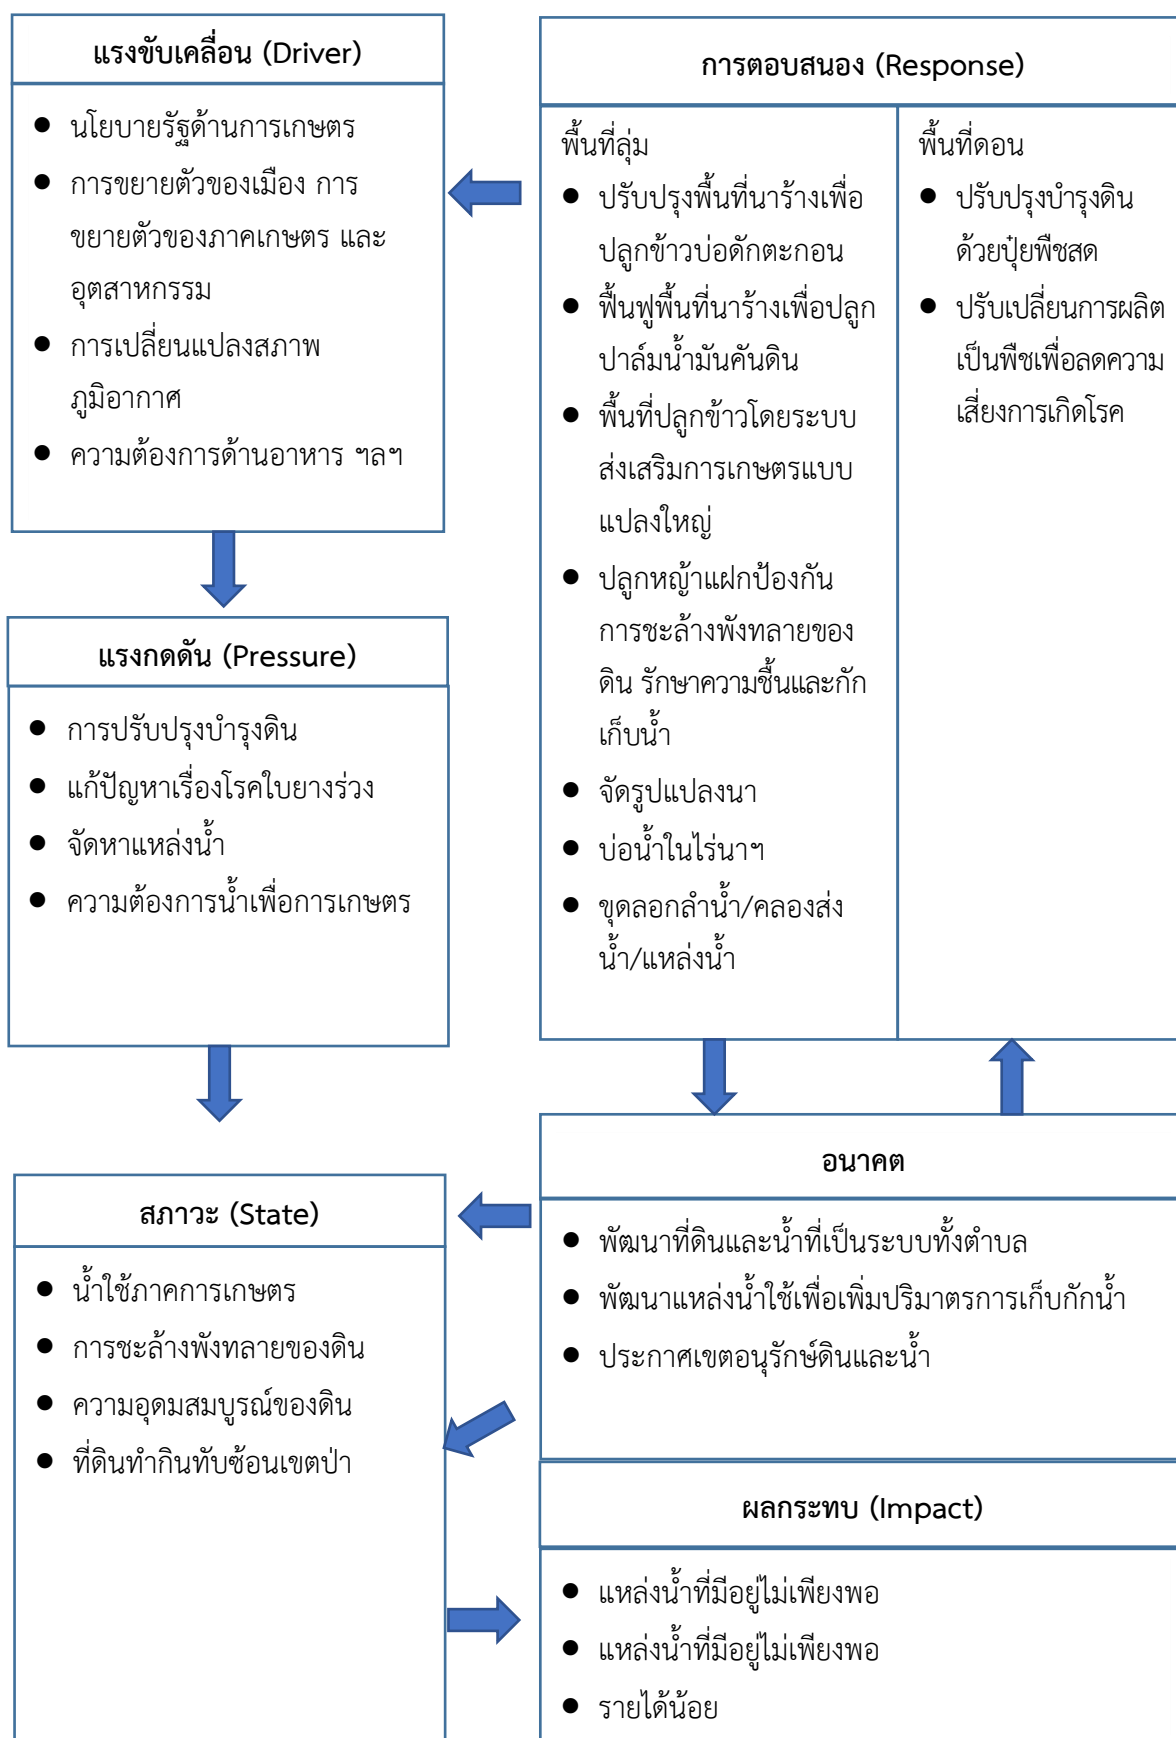 แรงขับเคลื่อน (Driver)
● นโยบายรัฐด้านการเกษตร
● การขยายตัวของเมือง การ
ขยายตัวของภาคเกษตร และ
อุตสาหกรรม
● การเปลี่ยนแปลงสภาพ
ภูมิอากาศ
● ความต้องการด้านอาหาร ฯลฯ
แรงกดดัน (Pressure)
● การปรับปรุงบำรุงดิน
● แก้ปัญหาเรื่องโรคใบยางร่วง
● จัดหาแหล่งน้ำ
● ความต้องการน้ำเพื่อการเกษตร
สภาวะ (State)
● น้ำใช้ภาคการเกษตร
● การชะล้างพังทลายของดิน
● ความอุดมสมบูรณ์ของดิน
● ที่ดินทำกินทับซ้อนเขตป่า
การตอบสนอง (Response)
พื้นที่ลุ่ม
● ปรับปรุงพื้นที่นาร้างเพื่อ
ปลูกข้าวบ่อดักตะกอน
● ฟื้นฟูพื้นที่นาร้างเพื่อปลูก
ปาล์มน้ำมันคันดิน
● พื้นที่ปลูกข้าวโดยระบบ
ส่งเสริมการเกษตรแบบ
แปลงใหญ่
● ปลูกหญ้าแฝกป้องกัน
การชะล้างพังทลายของ
ดิน รักษาความชื้นและกัก
เก็บน้ำ
● จัดรูปแปลงนา
● บ่อน้ำในไร่นาฯ
● ขุดลอกลำน้ำ/คลองส่ง
น้ำ/แหล่งน้ำ
พื้นที่ดอน
● ปรับปรุงบำรุงดิน
ด้วยปุ๋ยพืชสด
● ปรับเปลี่ยนการผลิต
เป็นพืชเพื่อลดความ
เสี่ยงการเกิดโรค
อนาคต
● พัฒนาที่ดินและน้ำที่เป็นระบบทั้งตำบล
● พัฒนาแหล่งน้ำใช้เพื่อเพิ่มปริมาตรการเก็บกักน้ำ
● ประกาศเขตอนุรักษ์ดินและน้ำ
ผลกระทบ (Impact)
● แหล่งน้ำที่มีอยู่ไม่เพียงพอ
● แหล่งน้ำที่มีอยู่ไม่เพียงพอ
● รายได้น้อย